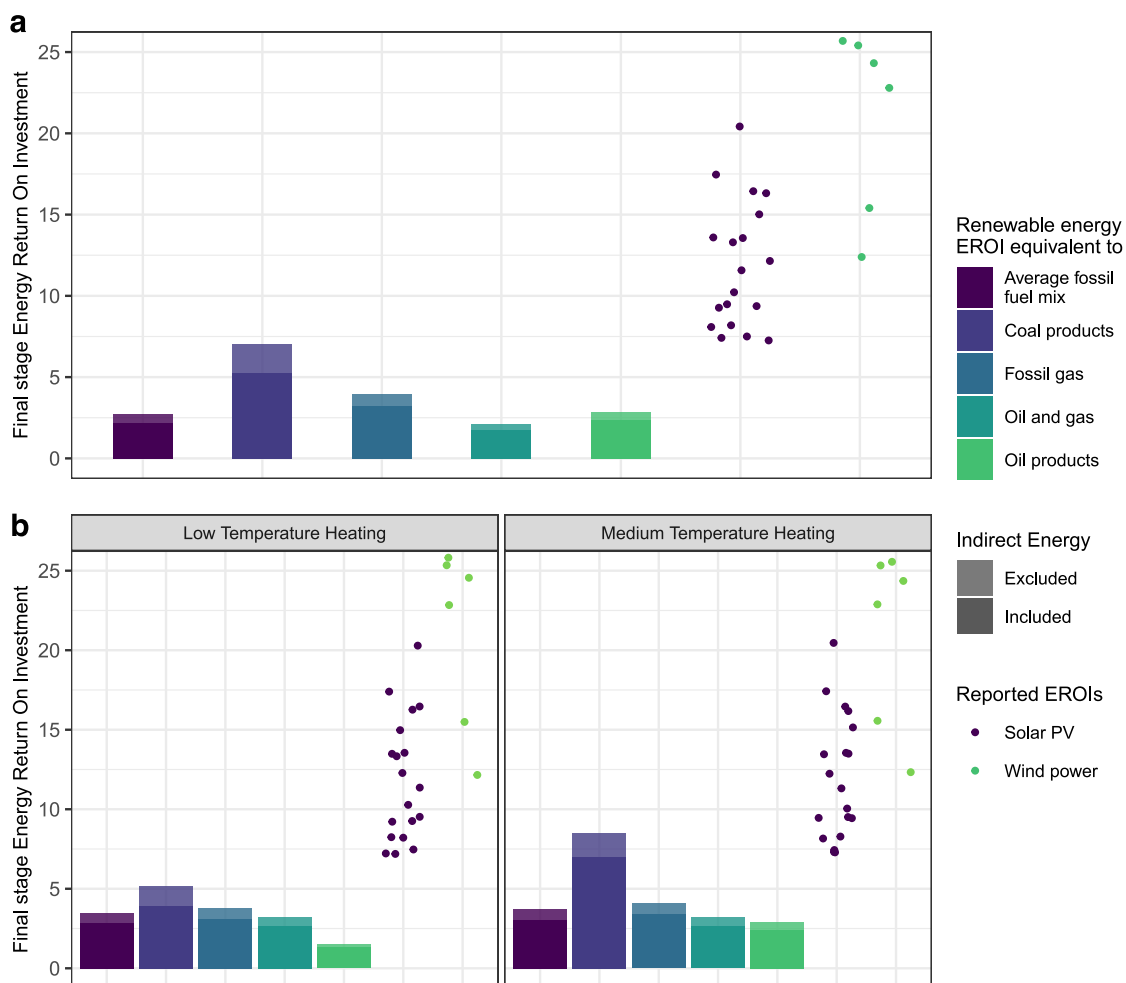 a
Final stage Energy Return On Investment
25
20
15
10
5
0
Renewable energy
EROI equivalent to
Average fossil
fuel mix
Coal products
Fossil gas
Oil and gas
Oil products
b
Low Temperature Heating
Medium Temperature Heating
Final stage Energy Return On Investment
25
20
15
10
5
0
Indirect Energy
Excluded
Included
Reported EROIs
Solar PV
Wind power